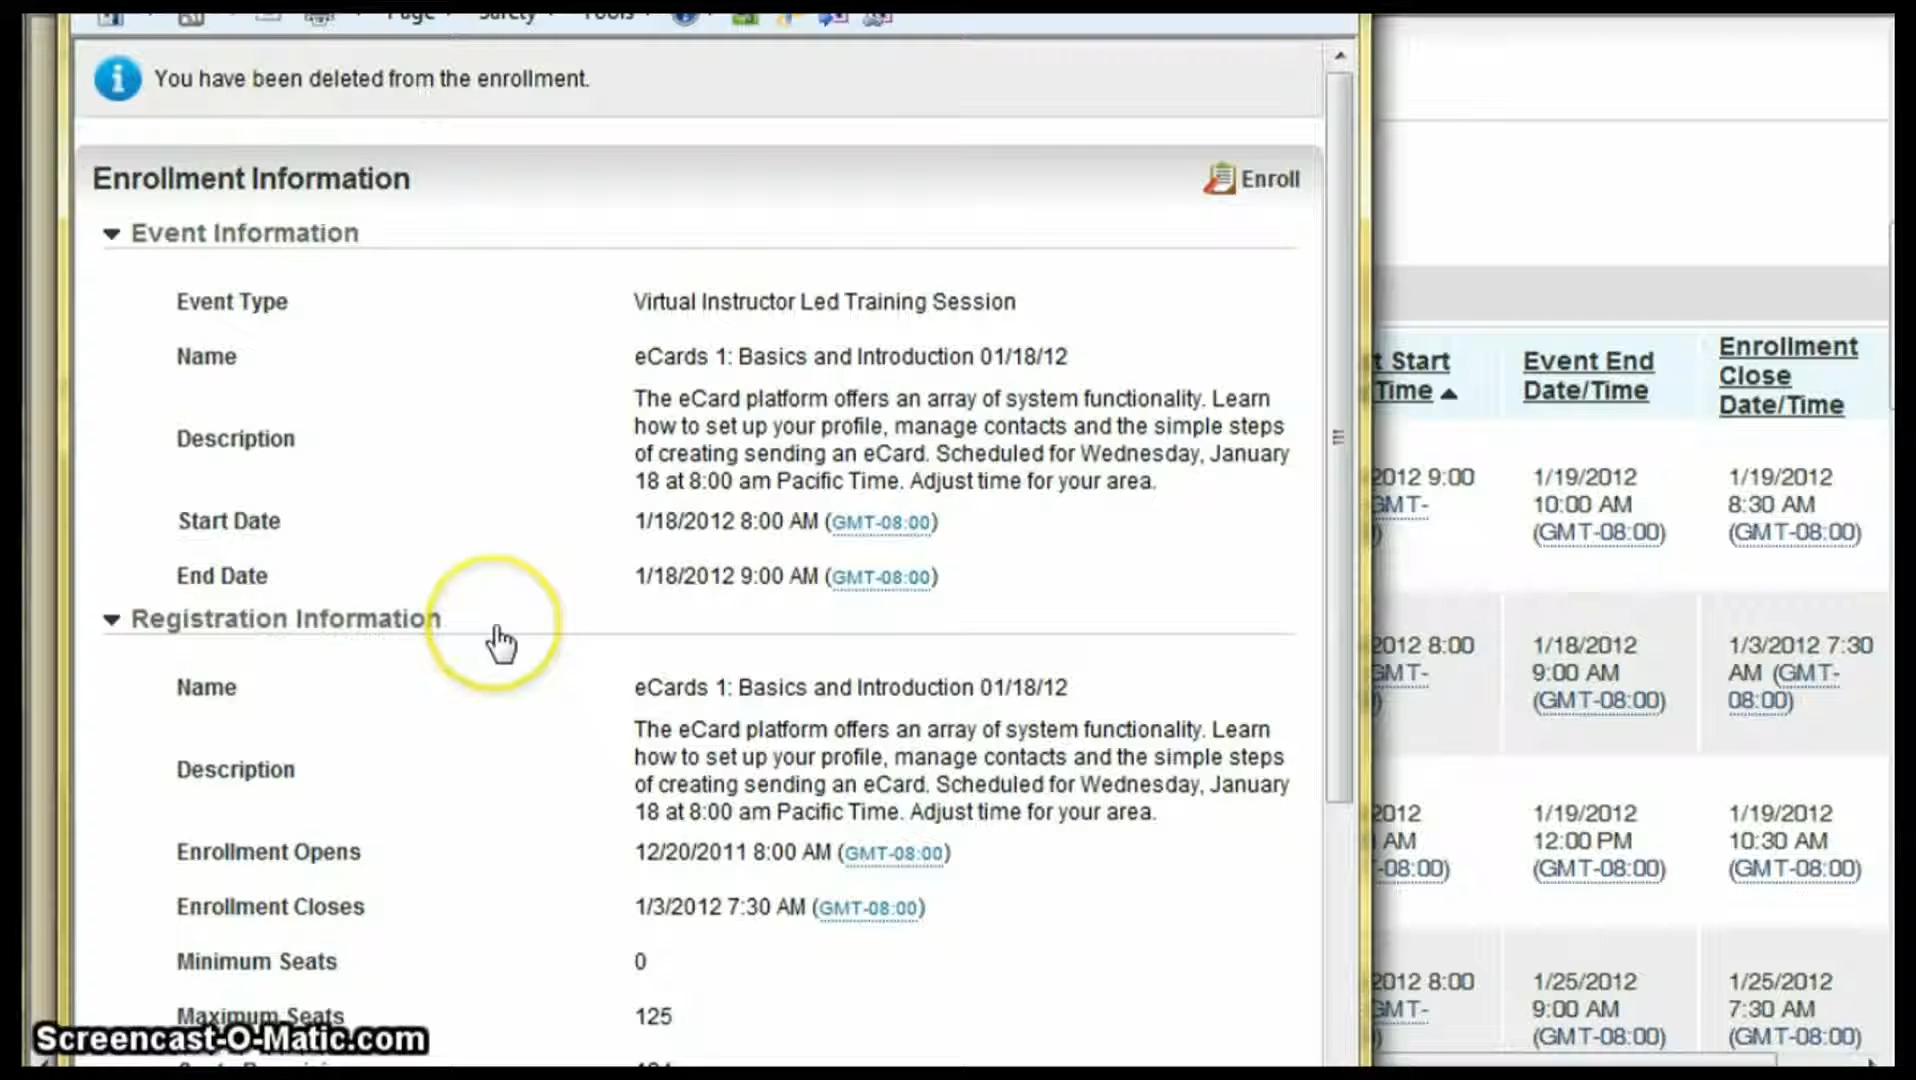 Page Safety Tools
You have been deleted from the enrollment.
Enrollment Information
Enroll
Event Information
Event Type
Virtual Instructor Led Training Session
Name
eCards 1: Basics and Introduction 01/18/12
Description
The eCard platform offers an array of system functionality. Learn
how to set up your profile, manage contacts and the simple steps
of creating sending an eCard. Scheduled for Wednesday, January
18 at 8:00 am Pacific Time. Adjust time for your area.
Start Date
1/18/2012 8:00 AM (GMT-08:00)
End Date
1/18/2012 9:00 AM (GMT-08:00)
Registration Information
Name
eCards 1: Basics and Introduction 01/18/12
Description
The eCard platform offers an array of system functionality. Learn
how to set up your profile, manage contacts and the simple steps
of creating sending an eCard. Scheduled for Wednesday, January
18 at 8:00 am Pacific Time. Adjust time for your area.
Enrollment Opens
12/20/2011 8:00 AM (GMT-08:00)
Enrollment Closes
1/3/2012 7:30 AM (GMT-08:00)
Minimum Seats
0
Maximum Seats
125
t Start
Time
Event End
Date/Time
Enrollment
Close
Date/Time
2012 9:00
GMT-
)
1/19/2012
10:00 AM
(GMT-08:00)
1/19/2012
8:30 AM
(GMT-08:00)
2012 8:00
GMT-
)
1/18/2012
9:00 AM
(GMT-08:00)
1/3/2012 7:30
AM (GMT-
08:00)
2012
AM
-08:00)
1/19/2012
12:00 PM
(GMT-08:00)
1/19/2012
10:30 AM
(GMT-08:00)
2012 8:00
GMT-
)
1/25/2012
9:00 AM
(GMT-08:00)
1/25/2012
7:30 AM
(GMT-08:00)
Screencast-O-Matic.com